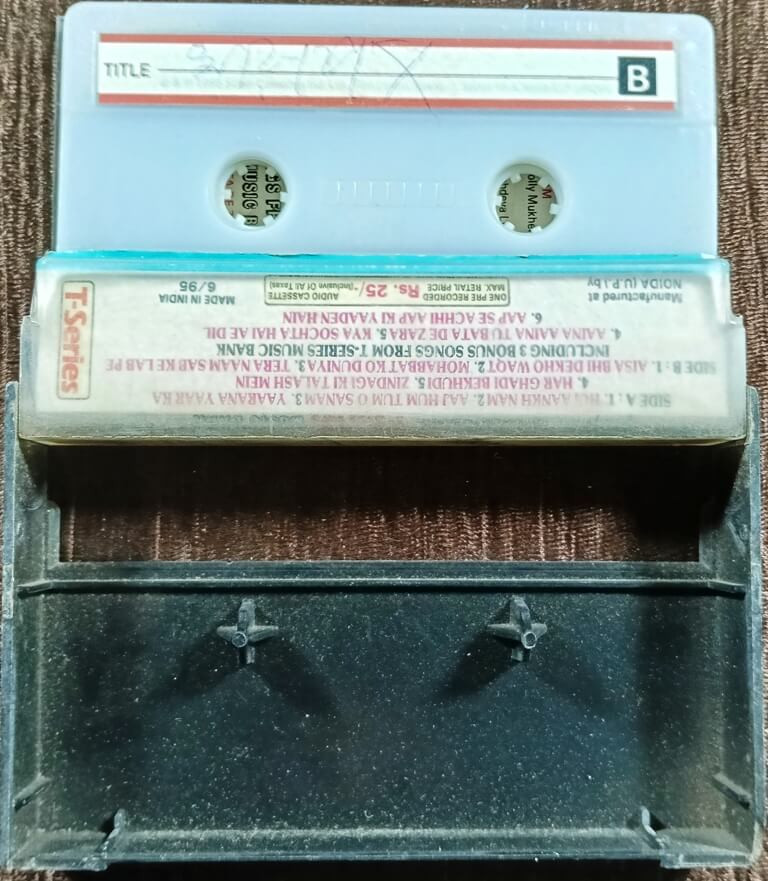 TITLE
B
SIDE A : 1. HUI AANKH NAM 2. AAJ HUM TUM O SANAM 3. YAARANA YAAR KA
4. HAR GHADI BEKHUDI 5. ZINDAGI KI TALASH MEIN
SIDE B : 1. AISA BHI DEKHO WAQT 2. MOHABBAT KO DUNIYA 3. TERA NAAM SAB KE LAB PE
INCLUDING 3 BONUS SONGS FROM T-SERIES MUSIC BANK
4. AAINA AAINA TU BATA DE ZARA 5. KYA SOCHTA HAI AE DIL
6. AAP SE ACHHI AAP KI YAADEN HAIN
Manufactured at
NOIDA (U.P.) by
ONE PRE RECORDED
AUDIO CASSETTE
MAX. RETAIL PRICE
Rs. 25/-
*(Inclusive Of All Taxes)
MADE IN INDIA
6/95
T-Series
MUSIC
olly Mukhe